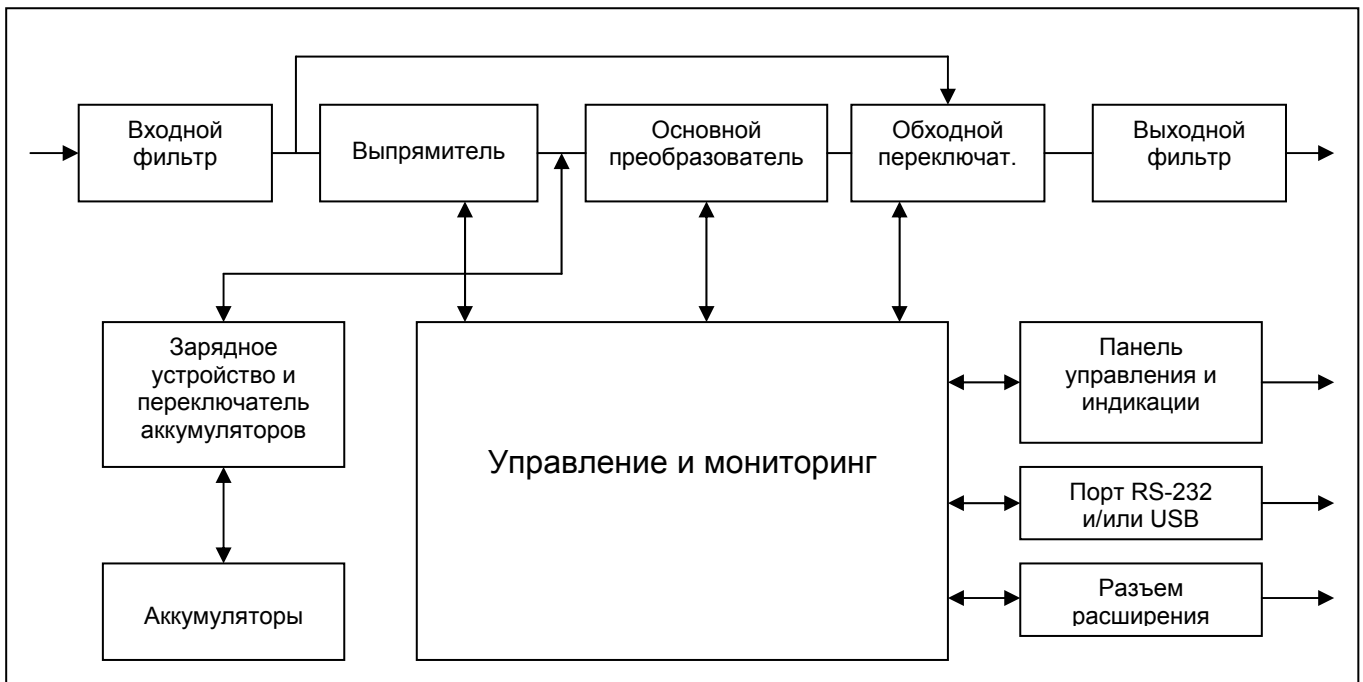 Входной
фильтр
Выпрямитель
Основной
преобразователь
Обходной
переключат.
Выходной
фильтр
Зарядное
устройство и
переключатель
аккумуляторов
Управление и мониторинг
Панель
управления и
индикации
Порт RS-232
и/или USB
Аккумуляторы
Разъем
расширения